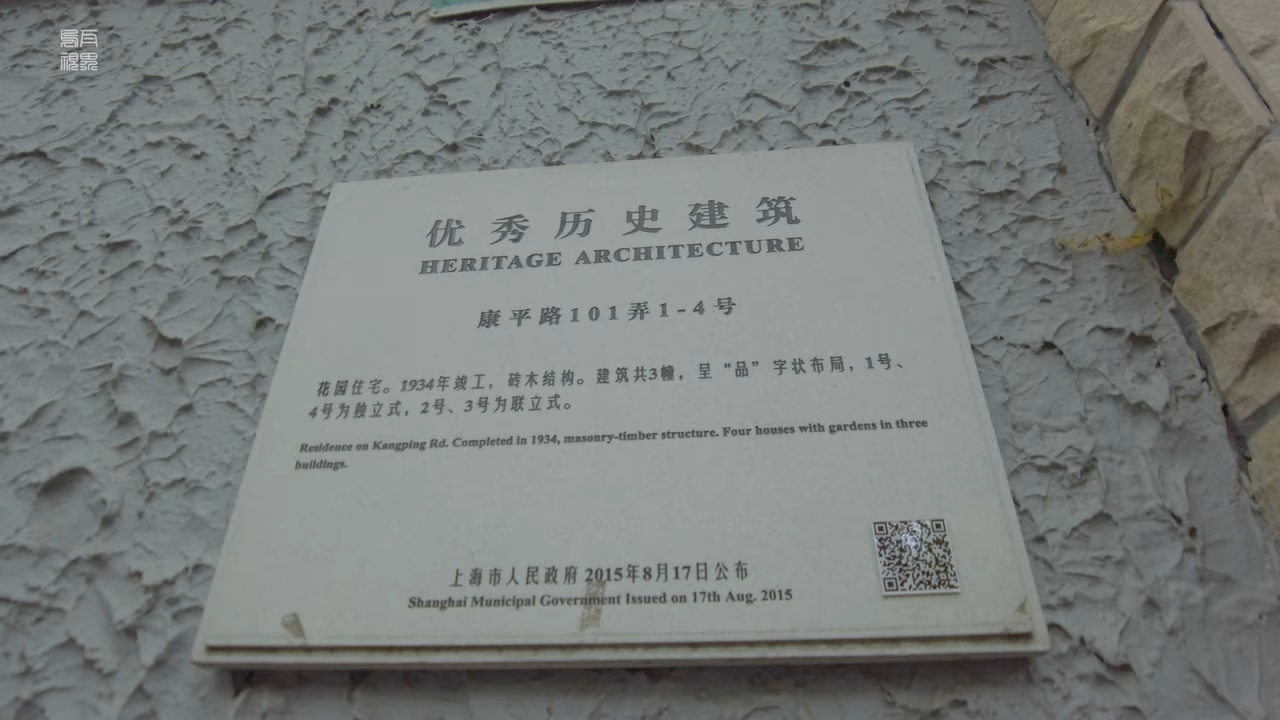 优秀历史建筑
HERITAGE ARCHITECTURE
康平路101弄1-4号
花园住宅。1934年竣工，砖木结构。建筑共3幢，呈“品”字状布局，1号、
4号为独立式，2号、3号为联立式。
Residence on Kangping Rd. Completed in 1934, masonry-timber structure. Four houses with gardens in three
buildings.
上海市人民政府 2015年8月17日公布
Shanghai Municipal Government Issued on 17th Aug. 2015